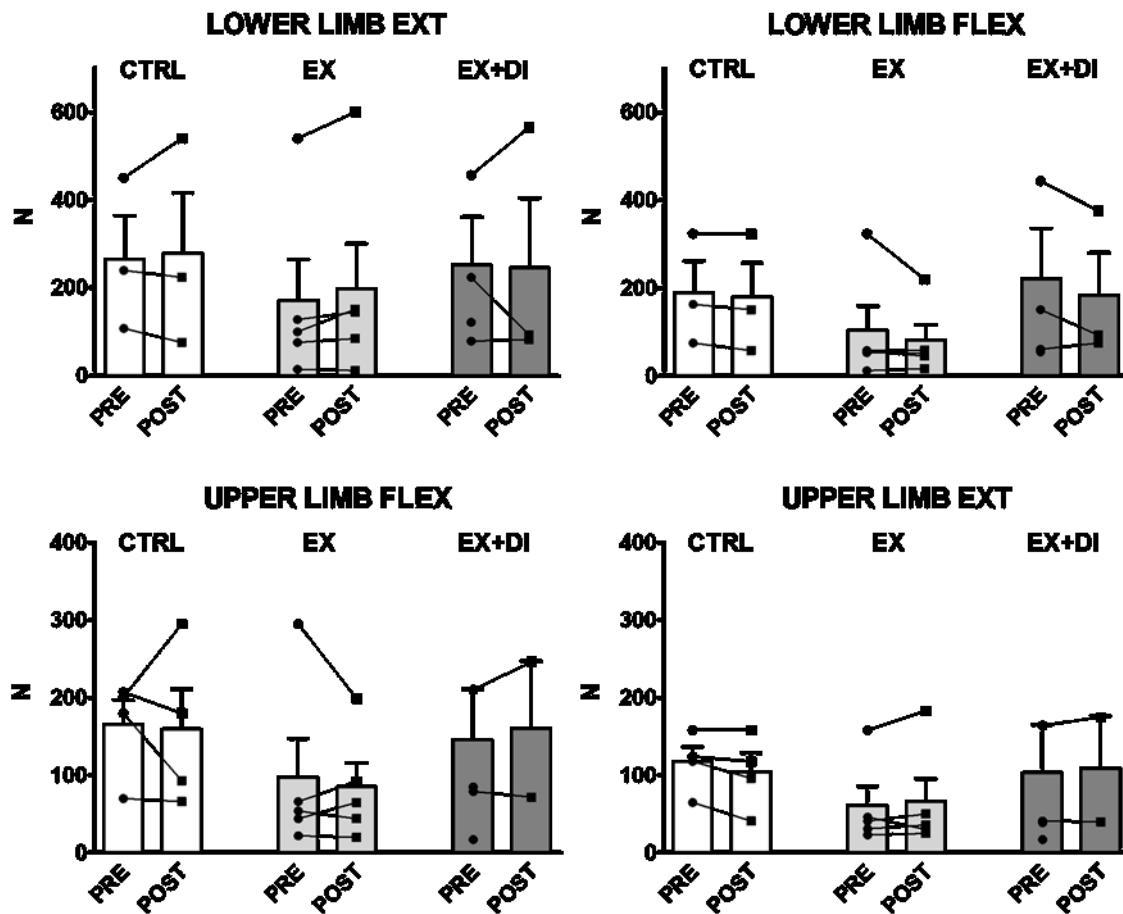 LOWER LIMB EXT
CTRL EX EX+DI
600
400
200
0
N
PRE POST PRE POST PRE POST
LOWER LIMB FLEX
CTRL EX EX+DI
600
400
200
0
N
PRE POST PRE POST PRE POST
UPPER LIMB FLEX
CTRL EX EX+DI
400
300
200
100
0
N
PRE POST PRE POST PRE POST
UPPER LIMB EXT
CTRL EX EX+DI
400
300
200
100
0
N
PRE POST PRE POST PRE POST